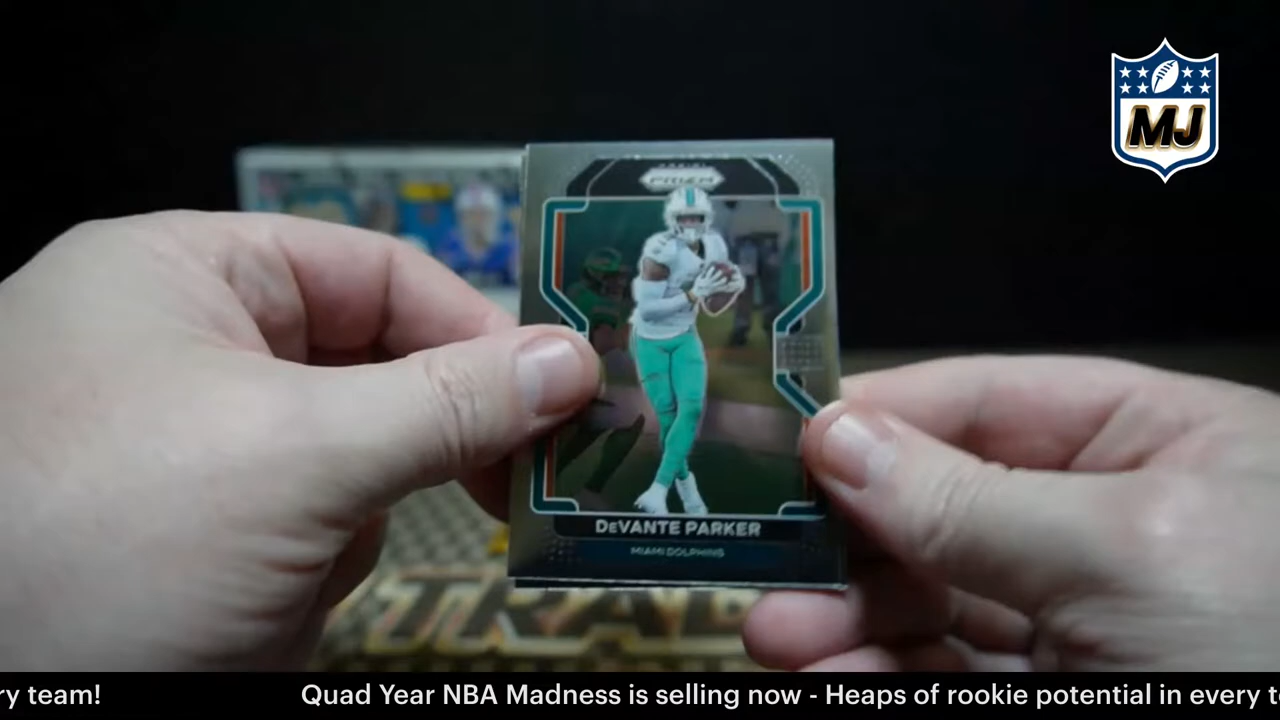 MJ
PRIZM
DEVANTE PARKER
MIAMI DOLPHINS
TRAD
ry team!
Quad Year NBA Madness is selling now - Heaps of rookie potential in every t